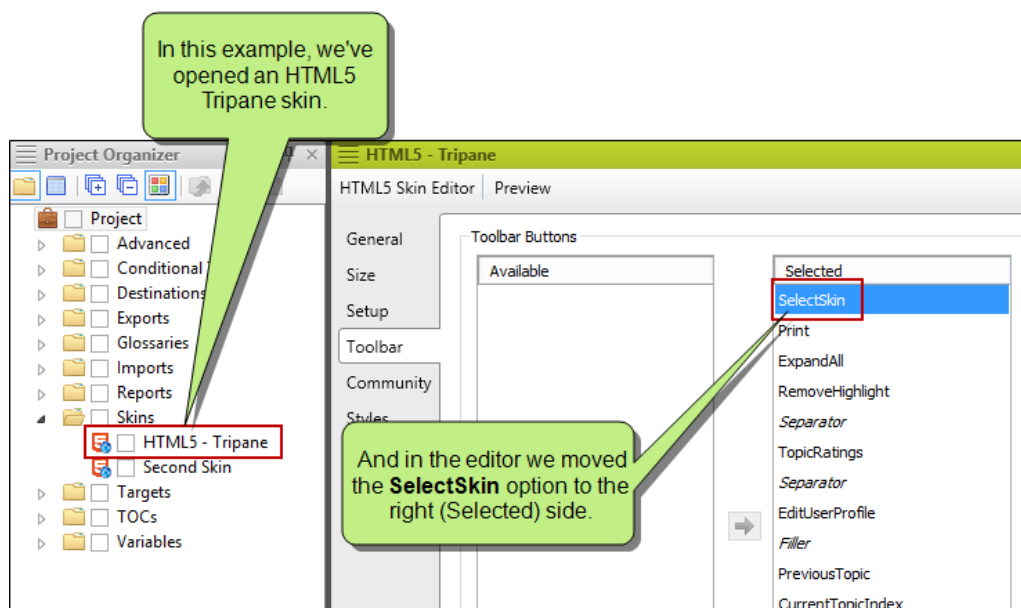 In this example, we've
opened an HTML5
Tripane skin.
Project Organizer
Project
Advanced
Conditional
Destinations
Exports
Glossaries
Imports
Reports
Skins
HTML5 - Tripane
Second Skin
Targets
TOCs
Variables
HTML5 - Tripane
HTML5 Skin Editor Preview
General
Size
Setup
Toolbar
Community
Styles
Toolbar Buttons
Available
Selected
SelectSkin
Print
ExpandAll
RemoveHighlight
Separator
TopicRatings
Separator
EditUserProfile
Filler
PreviousTopic
CurrentTopicIndex
And in the editor we moved
the SelectSkin option to the
right (Selected) side.